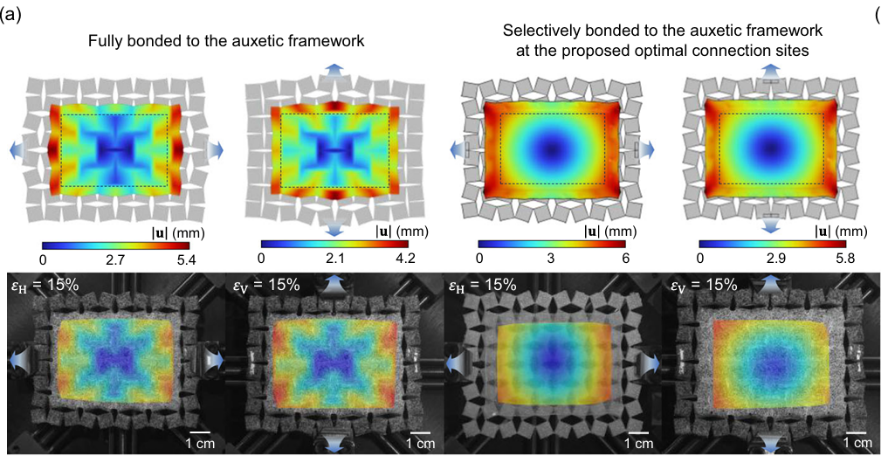 (a)
Fully bonded to the auxetic framework
Selectively bonded to the auxetic framework
at the proposed optimal connection sites
(
|u| (mm)
0 2.7 5.4
|u| (mm)
0 2.1 4.2
|u| (mm)
0 3 6
|u| (mm)
0 2.9 5.8
εH = 15%
εV = 15%
εH = 15%
εV = 15%
1 cm
1 cm
1 cm
1 cm